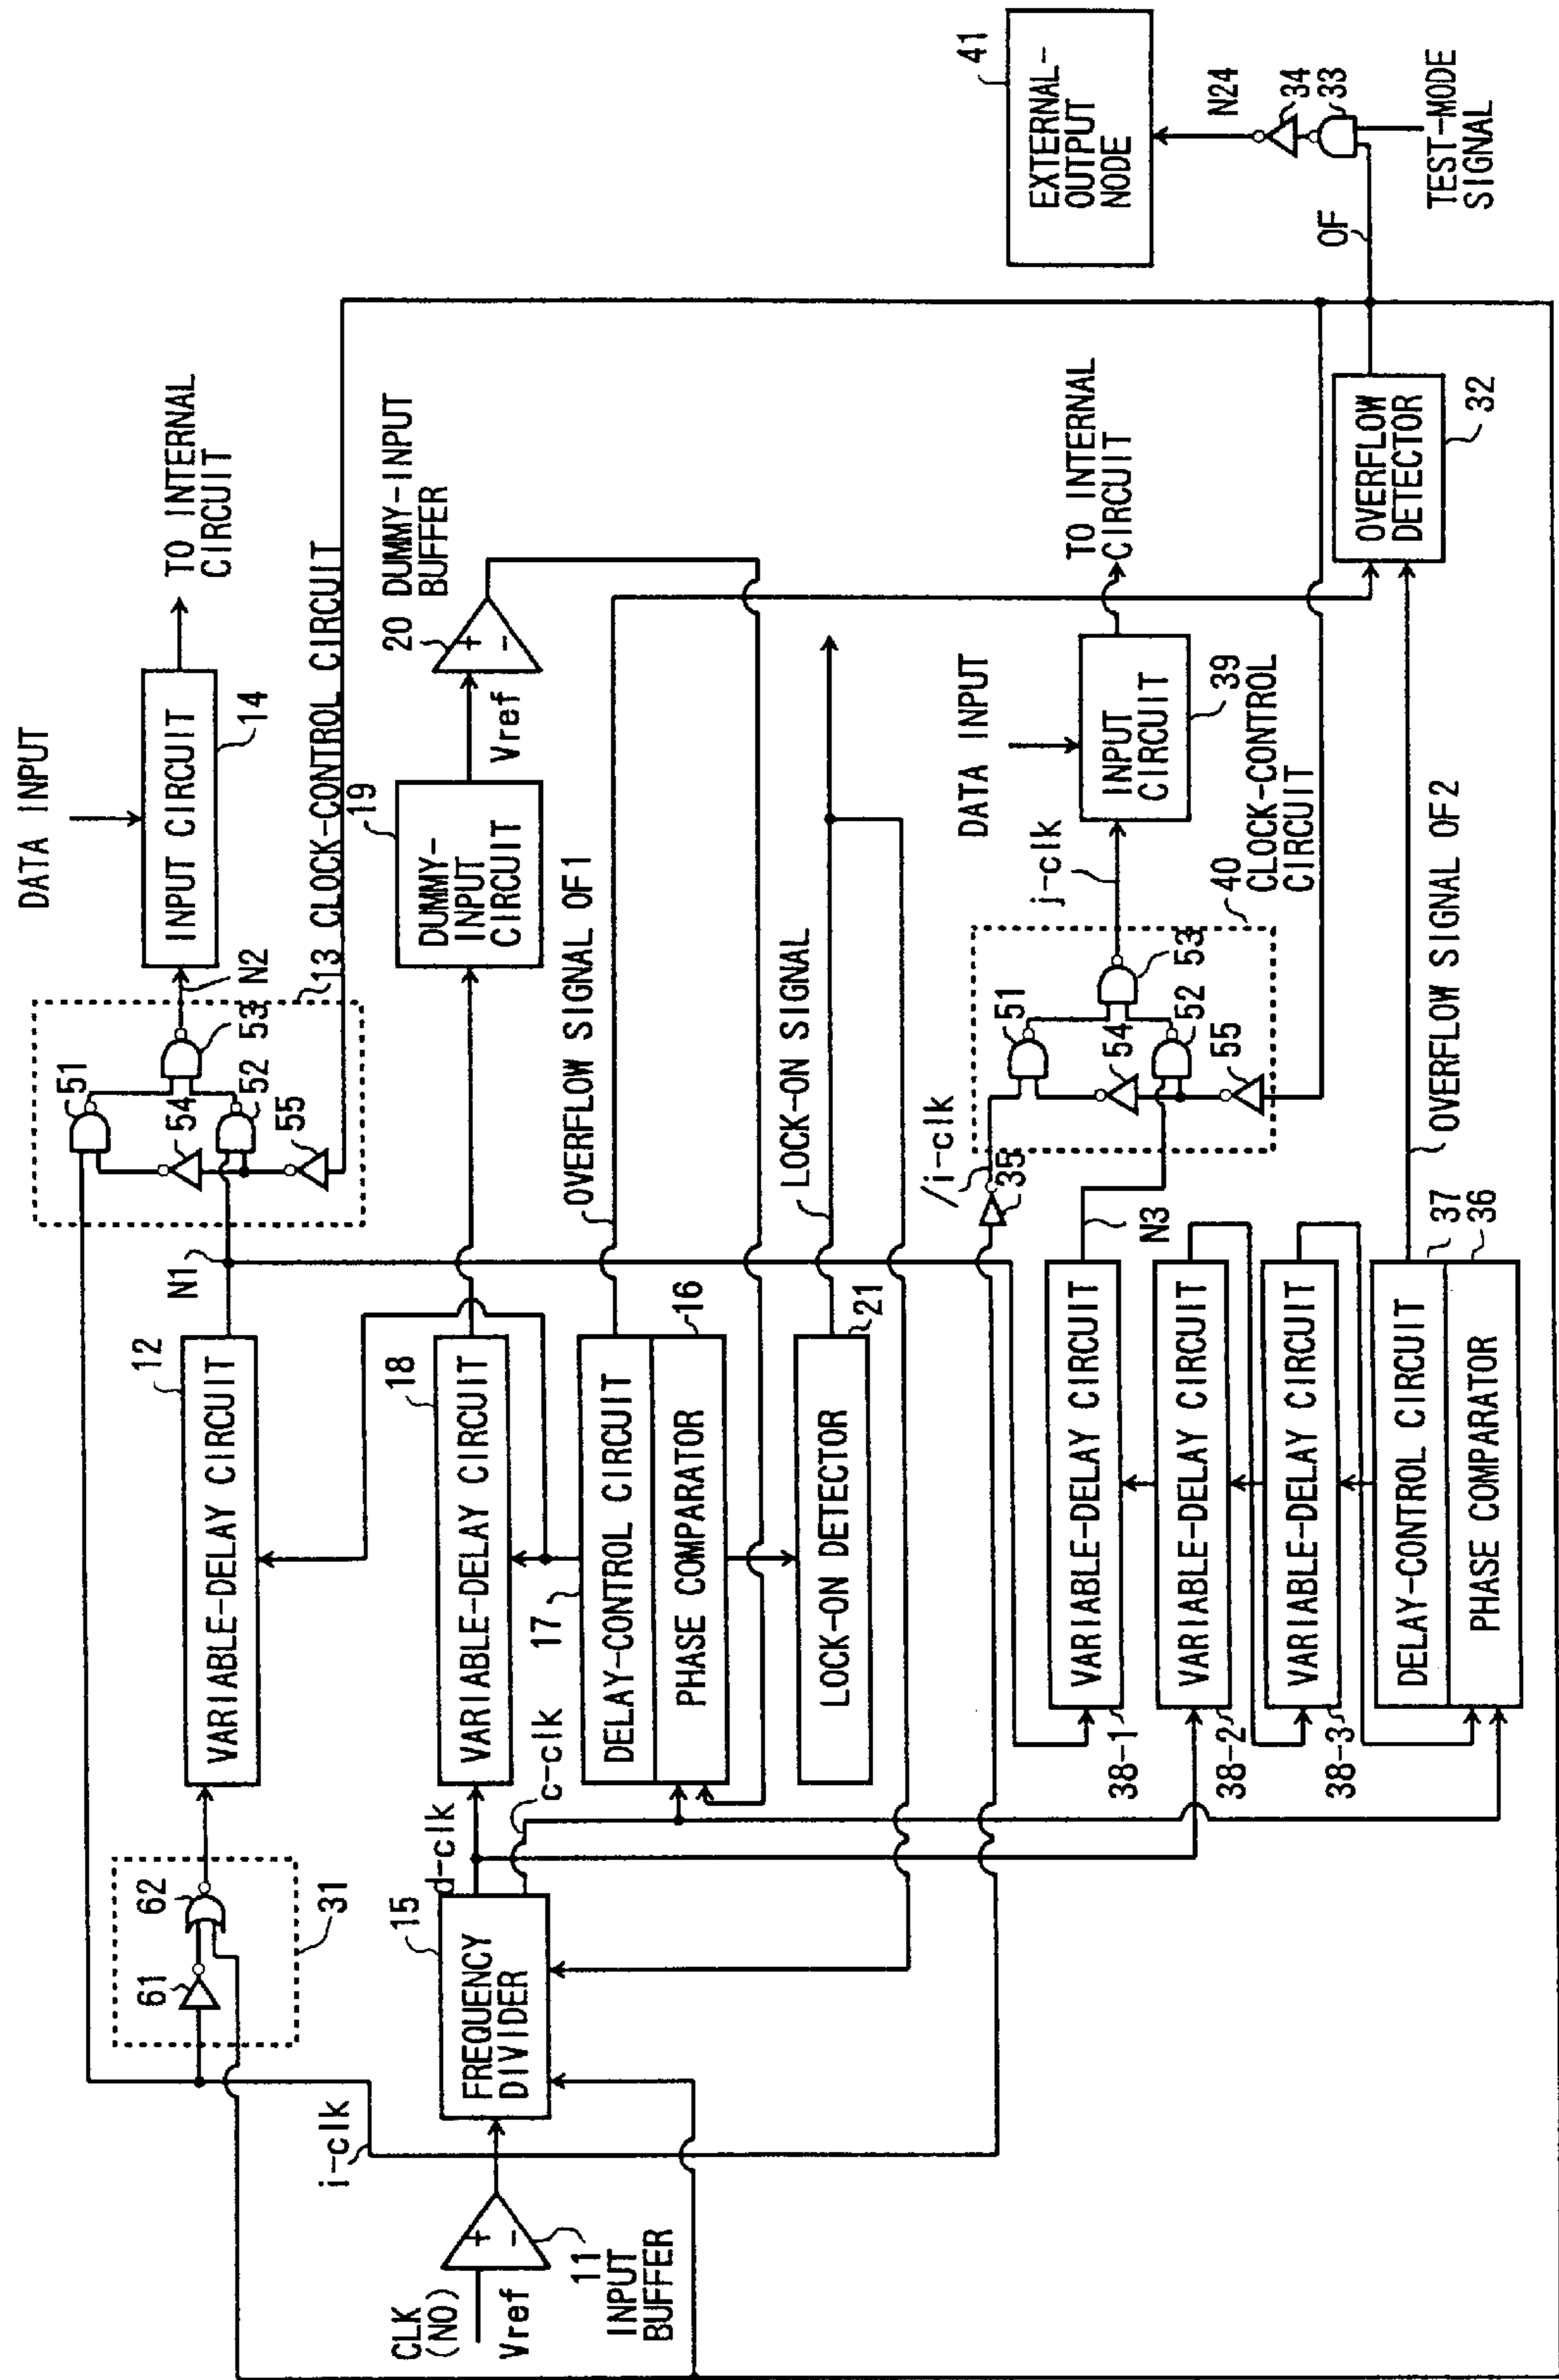 DATA INPUT
INPUT CIRCUIT
14
TO INTERNAL
CIRCUIT
N2
13 CLOCK-CONTROL CIRCUIT
51
53
54
52
55
N1
12
VARIABLE-DELAY CIRCUIT
62
61
31
i-clk
19
DUMMY-
INPUT
CIRCUIT
Vref
20 DUMMY-INPUT
BUFFER
18
VARIABLE-DELAY CIRCUIT
d-clk
c-clk
15
FREQUENCY
DIVIDER
CLK
(N0)
Vref
11
INPUT
BUFFER
17
DELAY-CONTROL CIRCUIT
PHASE COMPARATOR
16
OVERFLOW SIGNAL OF1
LOCK-ON DETECTOR
21
LOCK-ON SIGNAL
/i-clk
35
N3
51
53
54
52
55
40
CLOCK-CONTROL
CIRCUIT
j-clk
DATA INPUT
INPUT
CIRCUIT
39
TO INTERNAL
CIRCUIT
38-1
VARIABLE-DELAY CIRCUIT
38-2
VARIABLE-DELAY CIRCUIT
38-3
VARIABLE-DELAY CIRCUIT
DELAY-CONTROL CIRCUIT
37
PHASE COMPARATOR
36
OVERFLOW SIGNAL OF2
OVERFLOW
DETECTOR
32
OF
TEST-MODE
SIGNAL
33
34
N24
EXTERNAL-
OUTPUT
NODE
41